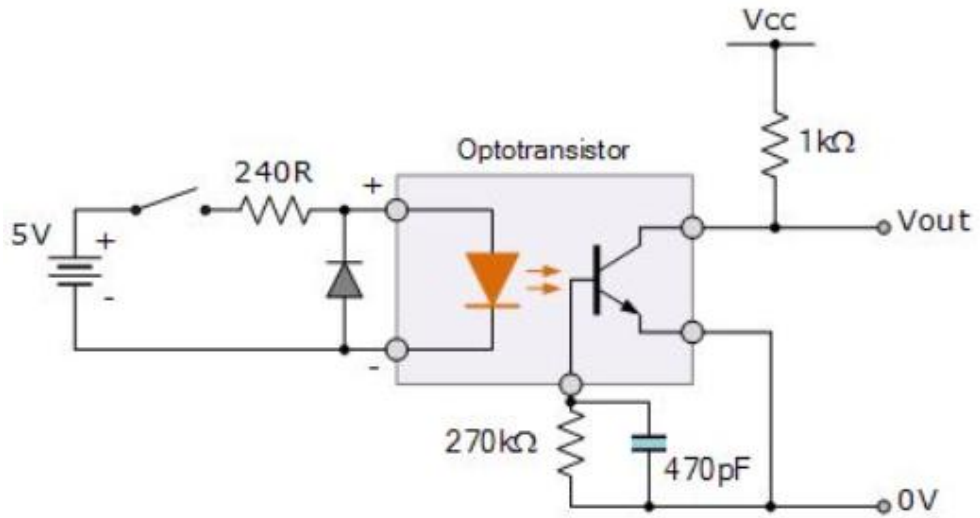 Vcc
1kΩ
Optotransistor
240R
+
5V
+
-
-
Vout
270kΩ
470pF
0V